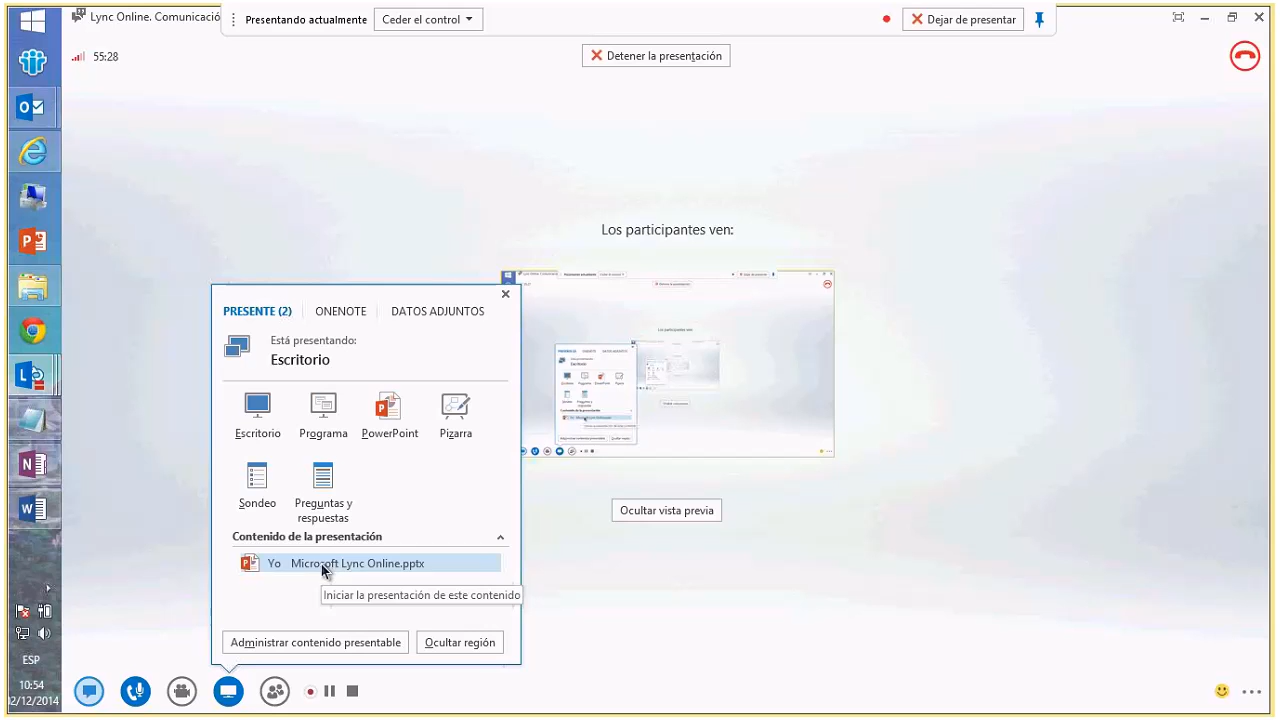 Lync Online. Comunicació
Presentando actualmente
Ceder el control
Dejar de presentar
55:28
Detener la presentación
Los participantes ven:
PRESENTE (2)
ONENOTE
DATOS ADJUNTOS
Está presentando:
Escritorio
Escritorio
Programa
PowerPoint
Pizarra
Sondeo
Preguntas y
respuestas
Contenido de la presentación
Yo Microsoft Lync Online.pptx
Iniciar la presentación de este contenido
Administrar contenido presentable
Ocultar región
Ocultar vista previa
ESP
10:54
02/12/2014